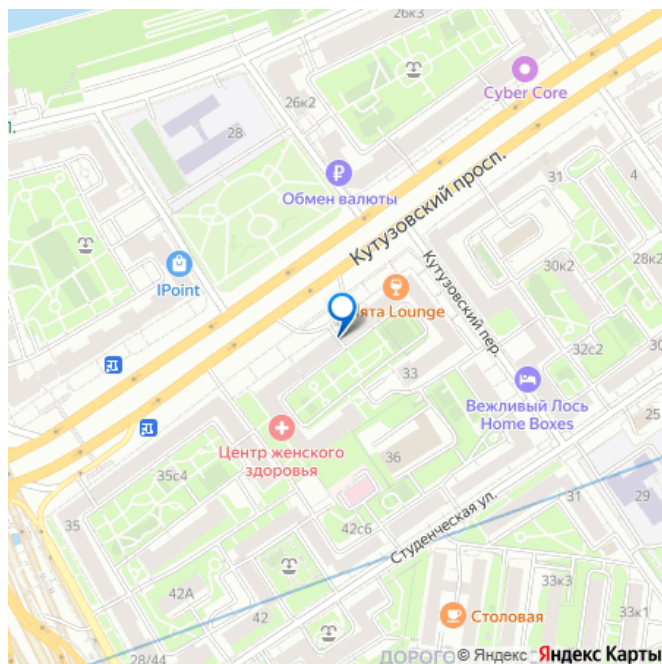 26к3
Cyber Core
26к2
28
Обмен валюты
Кутузовский просп.
31
4
28к2
30к2
IPoint
Кутузовский пер.
ята Lounge
32с2
33
Вежливый Лось
Home Boxes
25
Центр женского
здоровья
36
35с4
35
42с6
Студенческая ул.
31
29
42А
42
33к3
33к1
Столовая
28/44
ДОРОГО
© Яндекс
Яндекс Карты